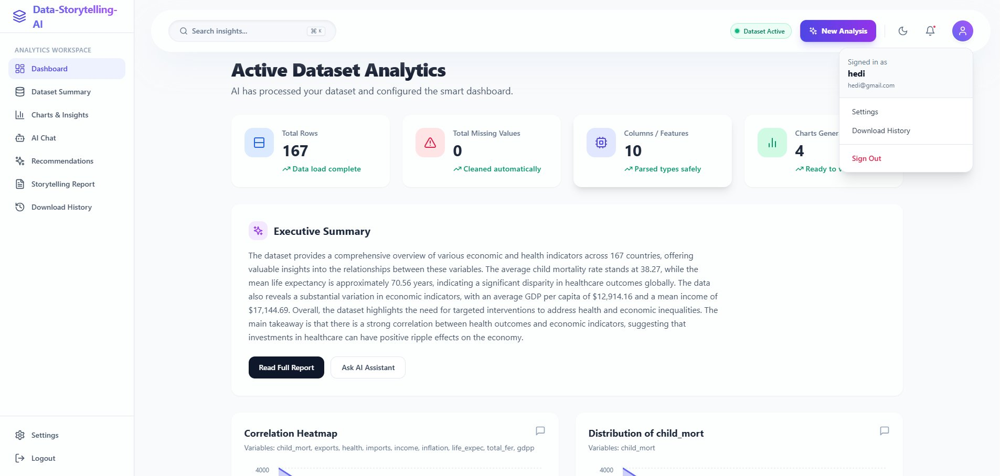 Data-Storytelling-
AI
ANALYTICS WORKSPACE
Dashboard
Dataset Summary
Charts & Insights
AI Chat
Recommendations
Storytelling Report
Download History
Settings
Logout
Search insights...
⌘ K
Dataset Active
New Analysis
Signed in as
hedi
hedi@gmail.com
Settings
Download History
Sign Out
Active Dataset Analytics
AI has processed your dataset and configured the smart dashboard.
Total Rows
167
Data load complete
Total Missing Values
0
Cleaned automatically
Columns / Features
10
Parsed types safely
Charts Gener
4
Ready to v
Executive Summary
The dataset provides a comprehensive overview of various economic and health indicators across 167 countries, offering
valuable insights into the relationships between these variables. The average child mortality rate stands at 38.27, while the
mean life expectancy is approximately 70.56 years, indicating a significant disparity in healthcare outcomes globally. The data
also reveals a substantial variation in economic indicators, with an average GDP per capita of $12,914.16 and a mean income of
$17,144.69. Overall, the dataset highlights the need for targeted interventions to address health and economic inequalities. The
main takeaway is that there is a strong correlation between health outcomes and economic indicators, suggesting that
investments in healthcare can have positive ripple effects on the economy.
Read Full Report
Ask AI Assistant
Correlation Heatmap
Variables: child_mort, exports, health, imports, income, inflation, life_expec, total_fer, gdpp
4000
Distribution of child_mort
Variables: child_mort
4000